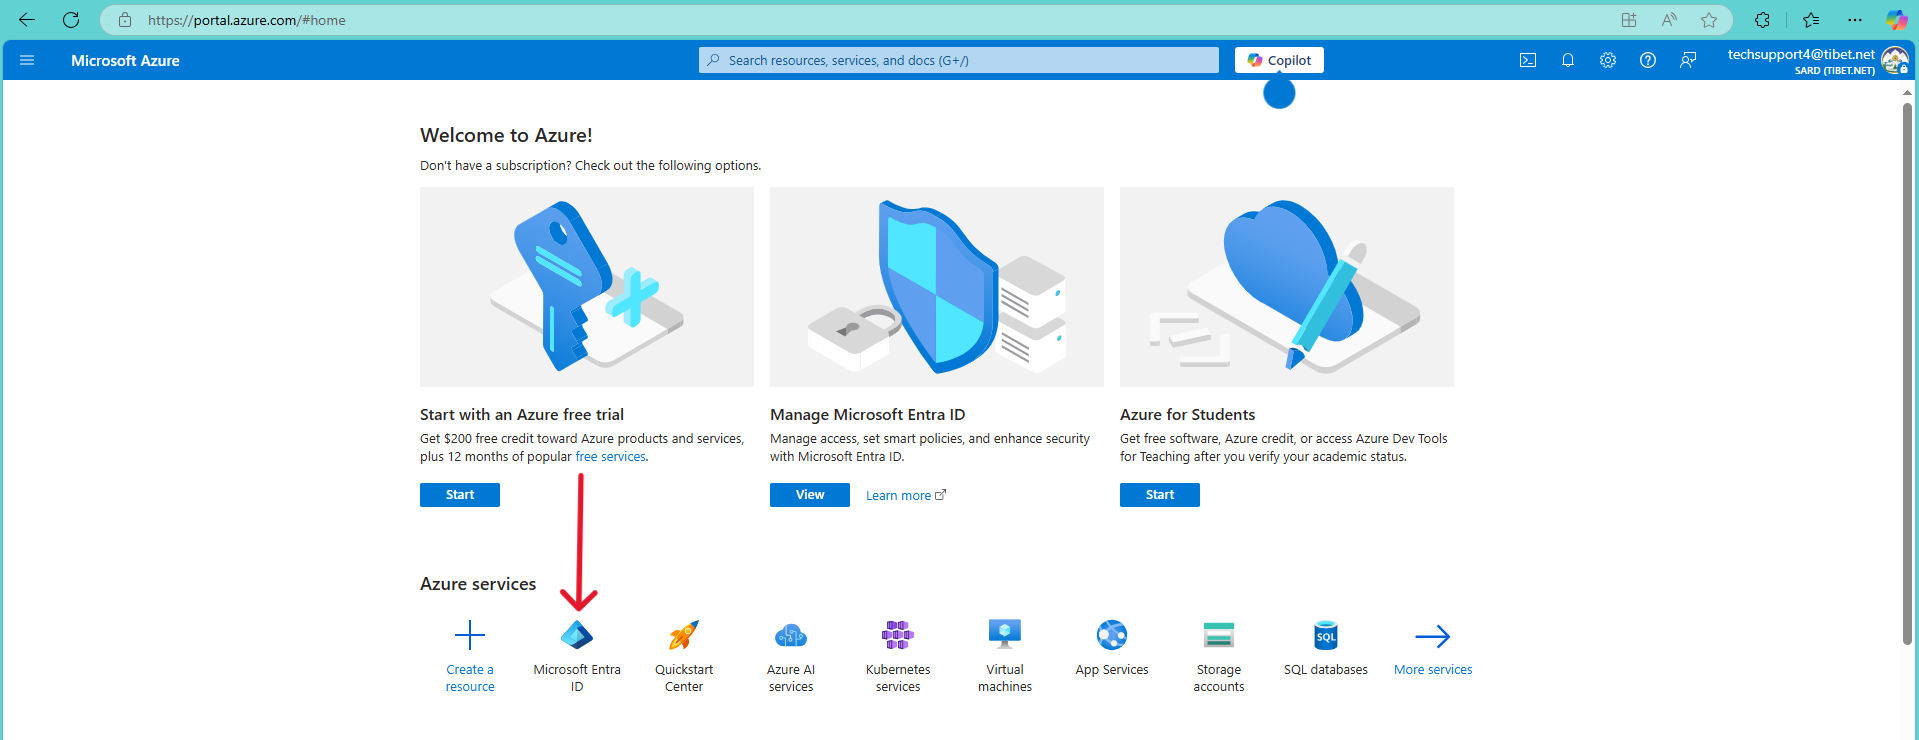 https://portal.azure.com/#home
Microsoft Azure
Search resources, services, and docs (G+/)
Copilot
techsupport4@tibet.net
SARD (TIBET.NET)
Welcome to Azure!
Don't have a subscription? Check out the following options.
Start with an Azure free trial
Get $200 free credit toward Azure products and services,
plus 12 months of popular free services.
Start
Manage Microsoft Entra ID
Manage access, set smart policies, and enhance security
with Microsoft Entra ID.
View
Learn more
Azure for Students
Get free software, Azure credit, or access Azure Dev Tools
for Teaching after you verify your academic status.
Start
Azure services
Create a
resource
Microsoft Entra
ID
Quickstart
Center
Azure AI
services
Kubernetes
services
Virtual
machines
App Services
Storage
accounts
SQL
SQL databases
More services